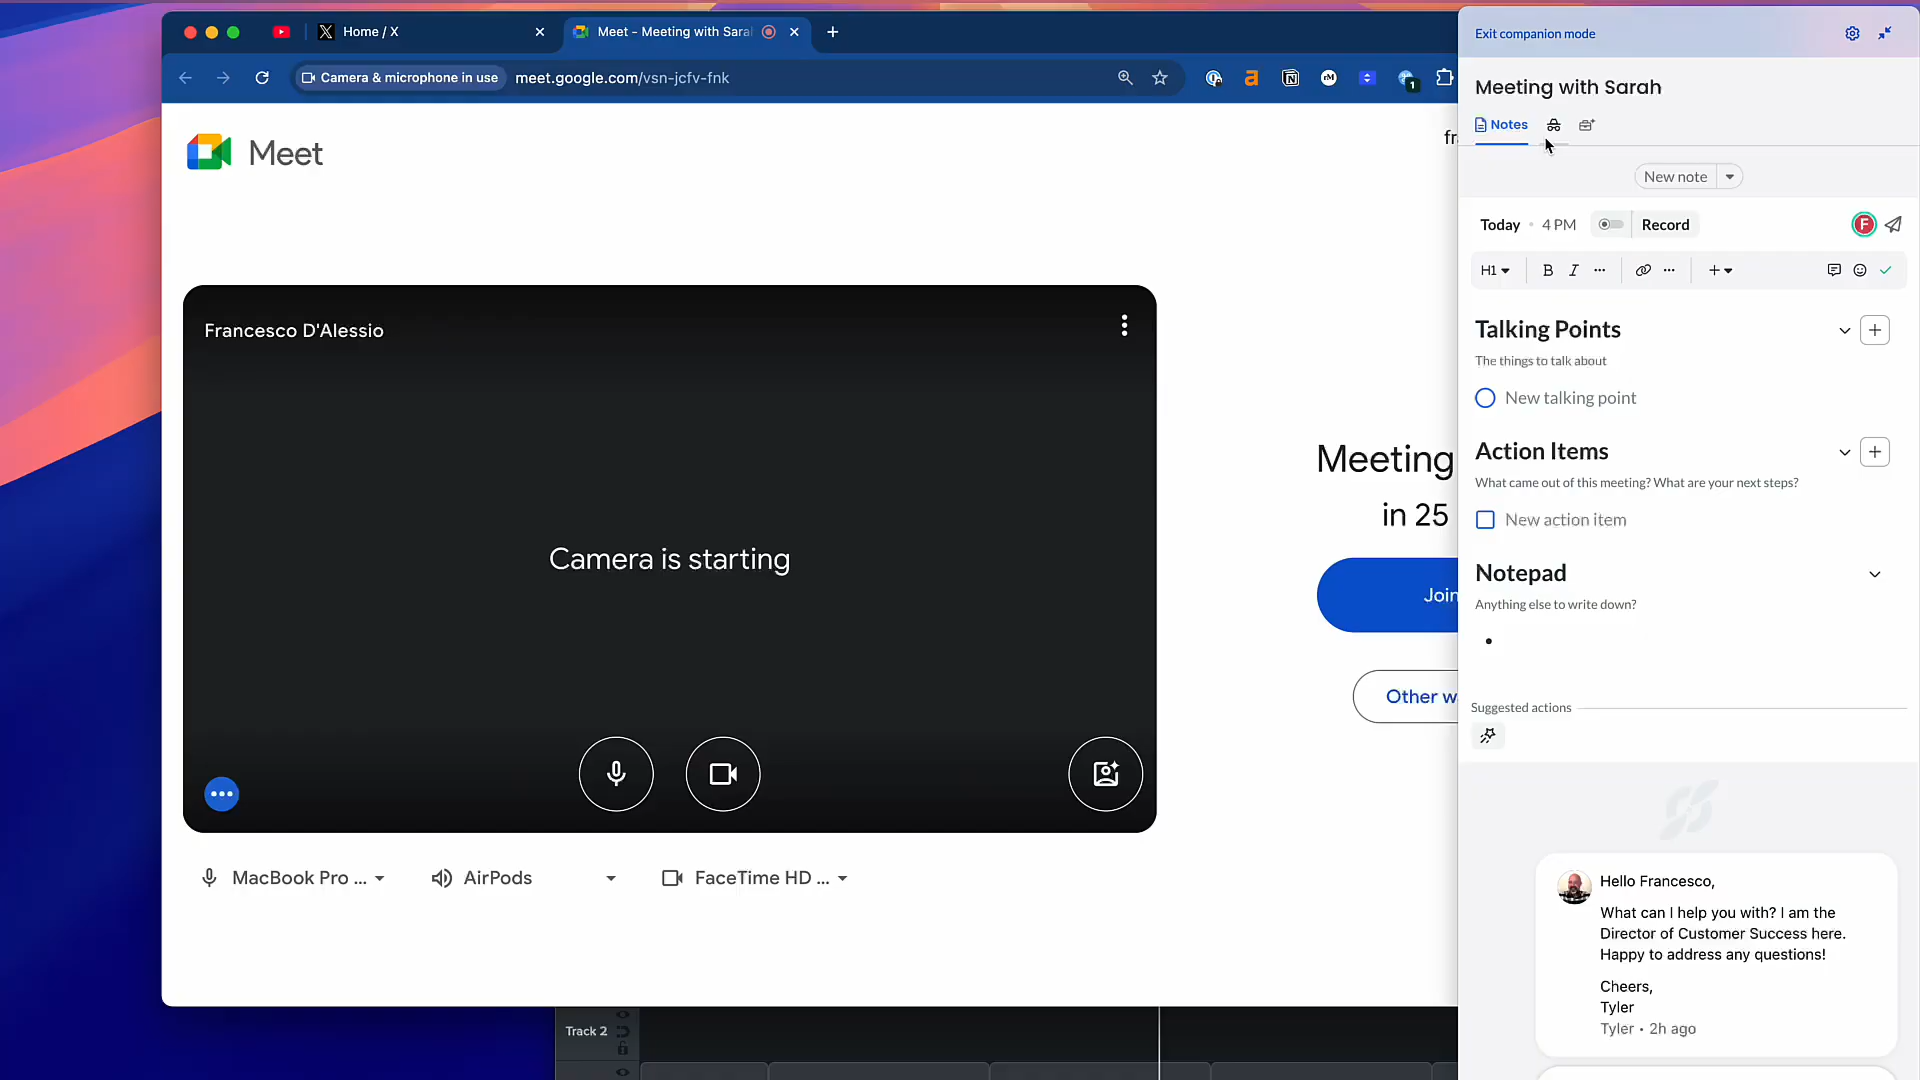 Home / X
Meet - Meeting with Sara
Camera & microphone in use
meet.google.com/vsn-jcfv-fnk
1
Meet
Francesco D'Alessio
Camera is starting
MacBook Pro ...
AirPods
FaceTime HD ...
Meeting
in 25
Join
Other w
Track 2
Exit companion mode
Meeting with Sarah
Notes
New note
Today • 4 PM
Record
F
H1
B I
Talking Points
The things to talk about
New talking point
Action Items
What came out of this meeting? What are your next steps?
New action item
Notepad
Anything else to write down?
Suggested actions
Hello Francesco,
What can I help you with? I am the
Director of Customer Success here.
Happy to address any questions!
Cheers,
Tyler
Tyler • 2h ago